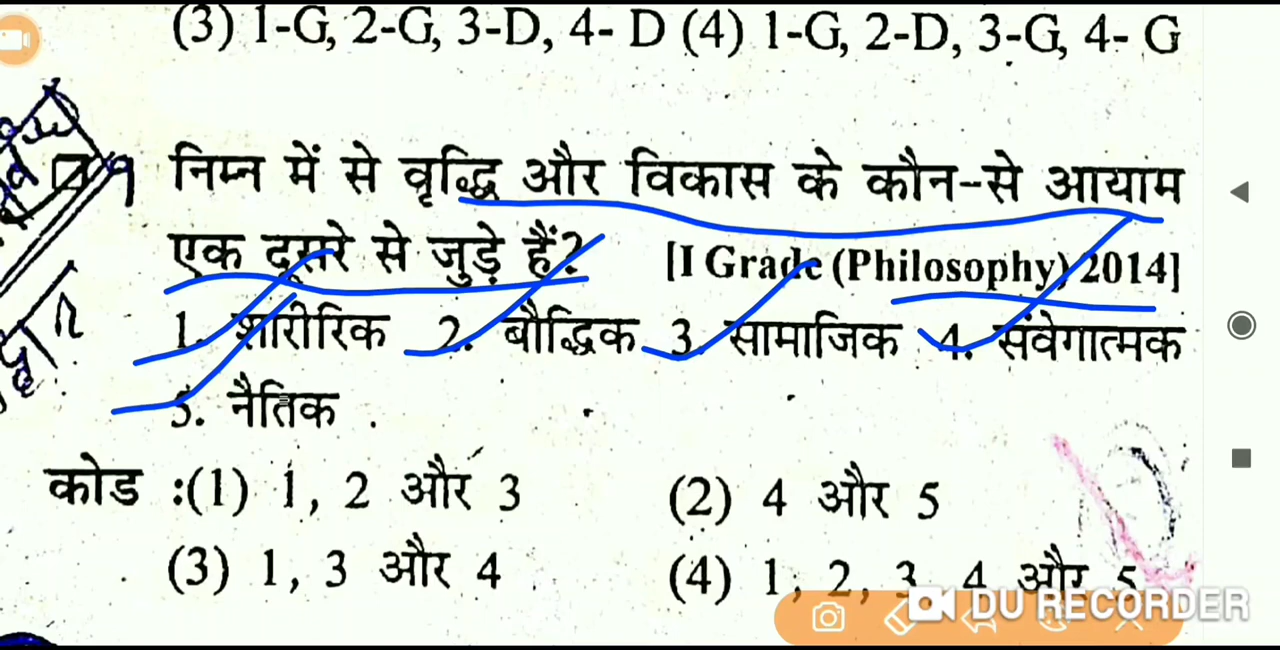 (3) 1-G, 2-G, 3-D, 4- D (4) 1-G, 2-D, 3-G, 4- G
निम्न में से वृद्धि और विकास के कौन-से आयाम
एक दूसरे से जुड़े हैं? [I Grade (Philosophy) 2014]
1. शारीरिक 2. बौद्धिक 3. सामाजिक 4. संवेगात्मक
5. नैतिक .
कोड :(1) 1, 2 और 3 (2) 4 और 5
(3) 1, 3 और 4 (4) 1, 2, 3, 4 और 5
DU RECORDER